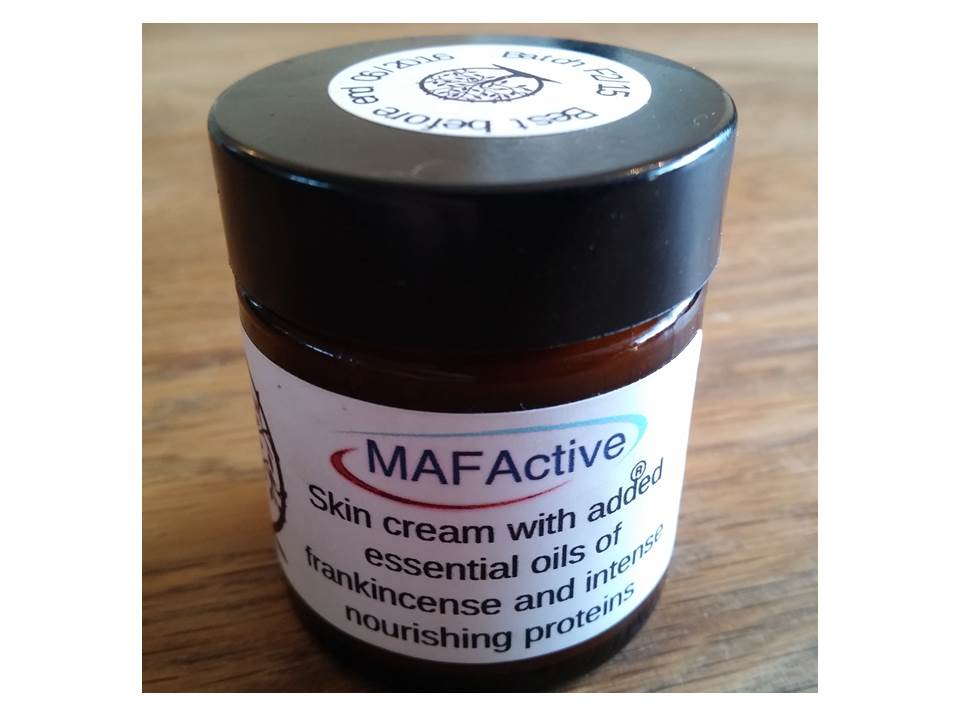 Batch F2/15
Best before end 09/2016
MAFActive
®
Skin cream with added
essential oils of
frankincense and intense
nourishing proteins